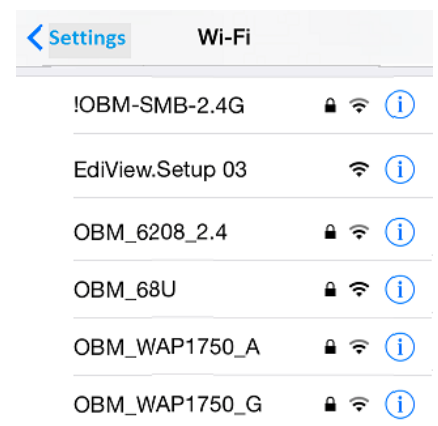 Settings Wi-Fi
!OBM-SMB-2.4G
EdiView.Setup 03
OBM_6208_2.4
OBM_68U
OBM_WAP1750_A
OBM_WAP1750_G